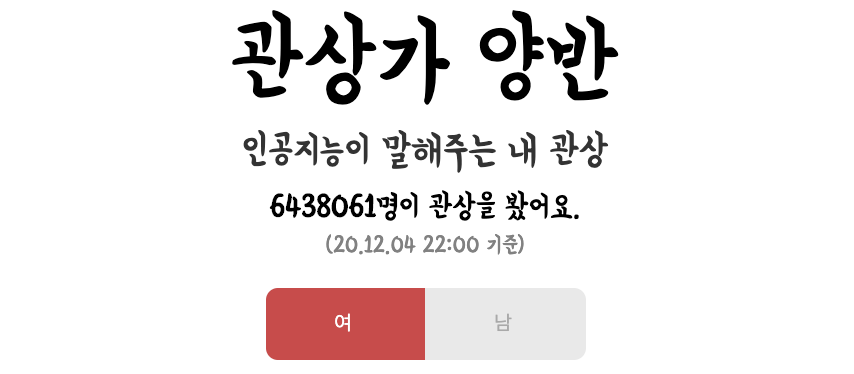 관상가 양반
인공지능이 말해주는 내 관상
6438061명이 관상을 봤어요.
(20.12.04 22:00 기준)
여 남